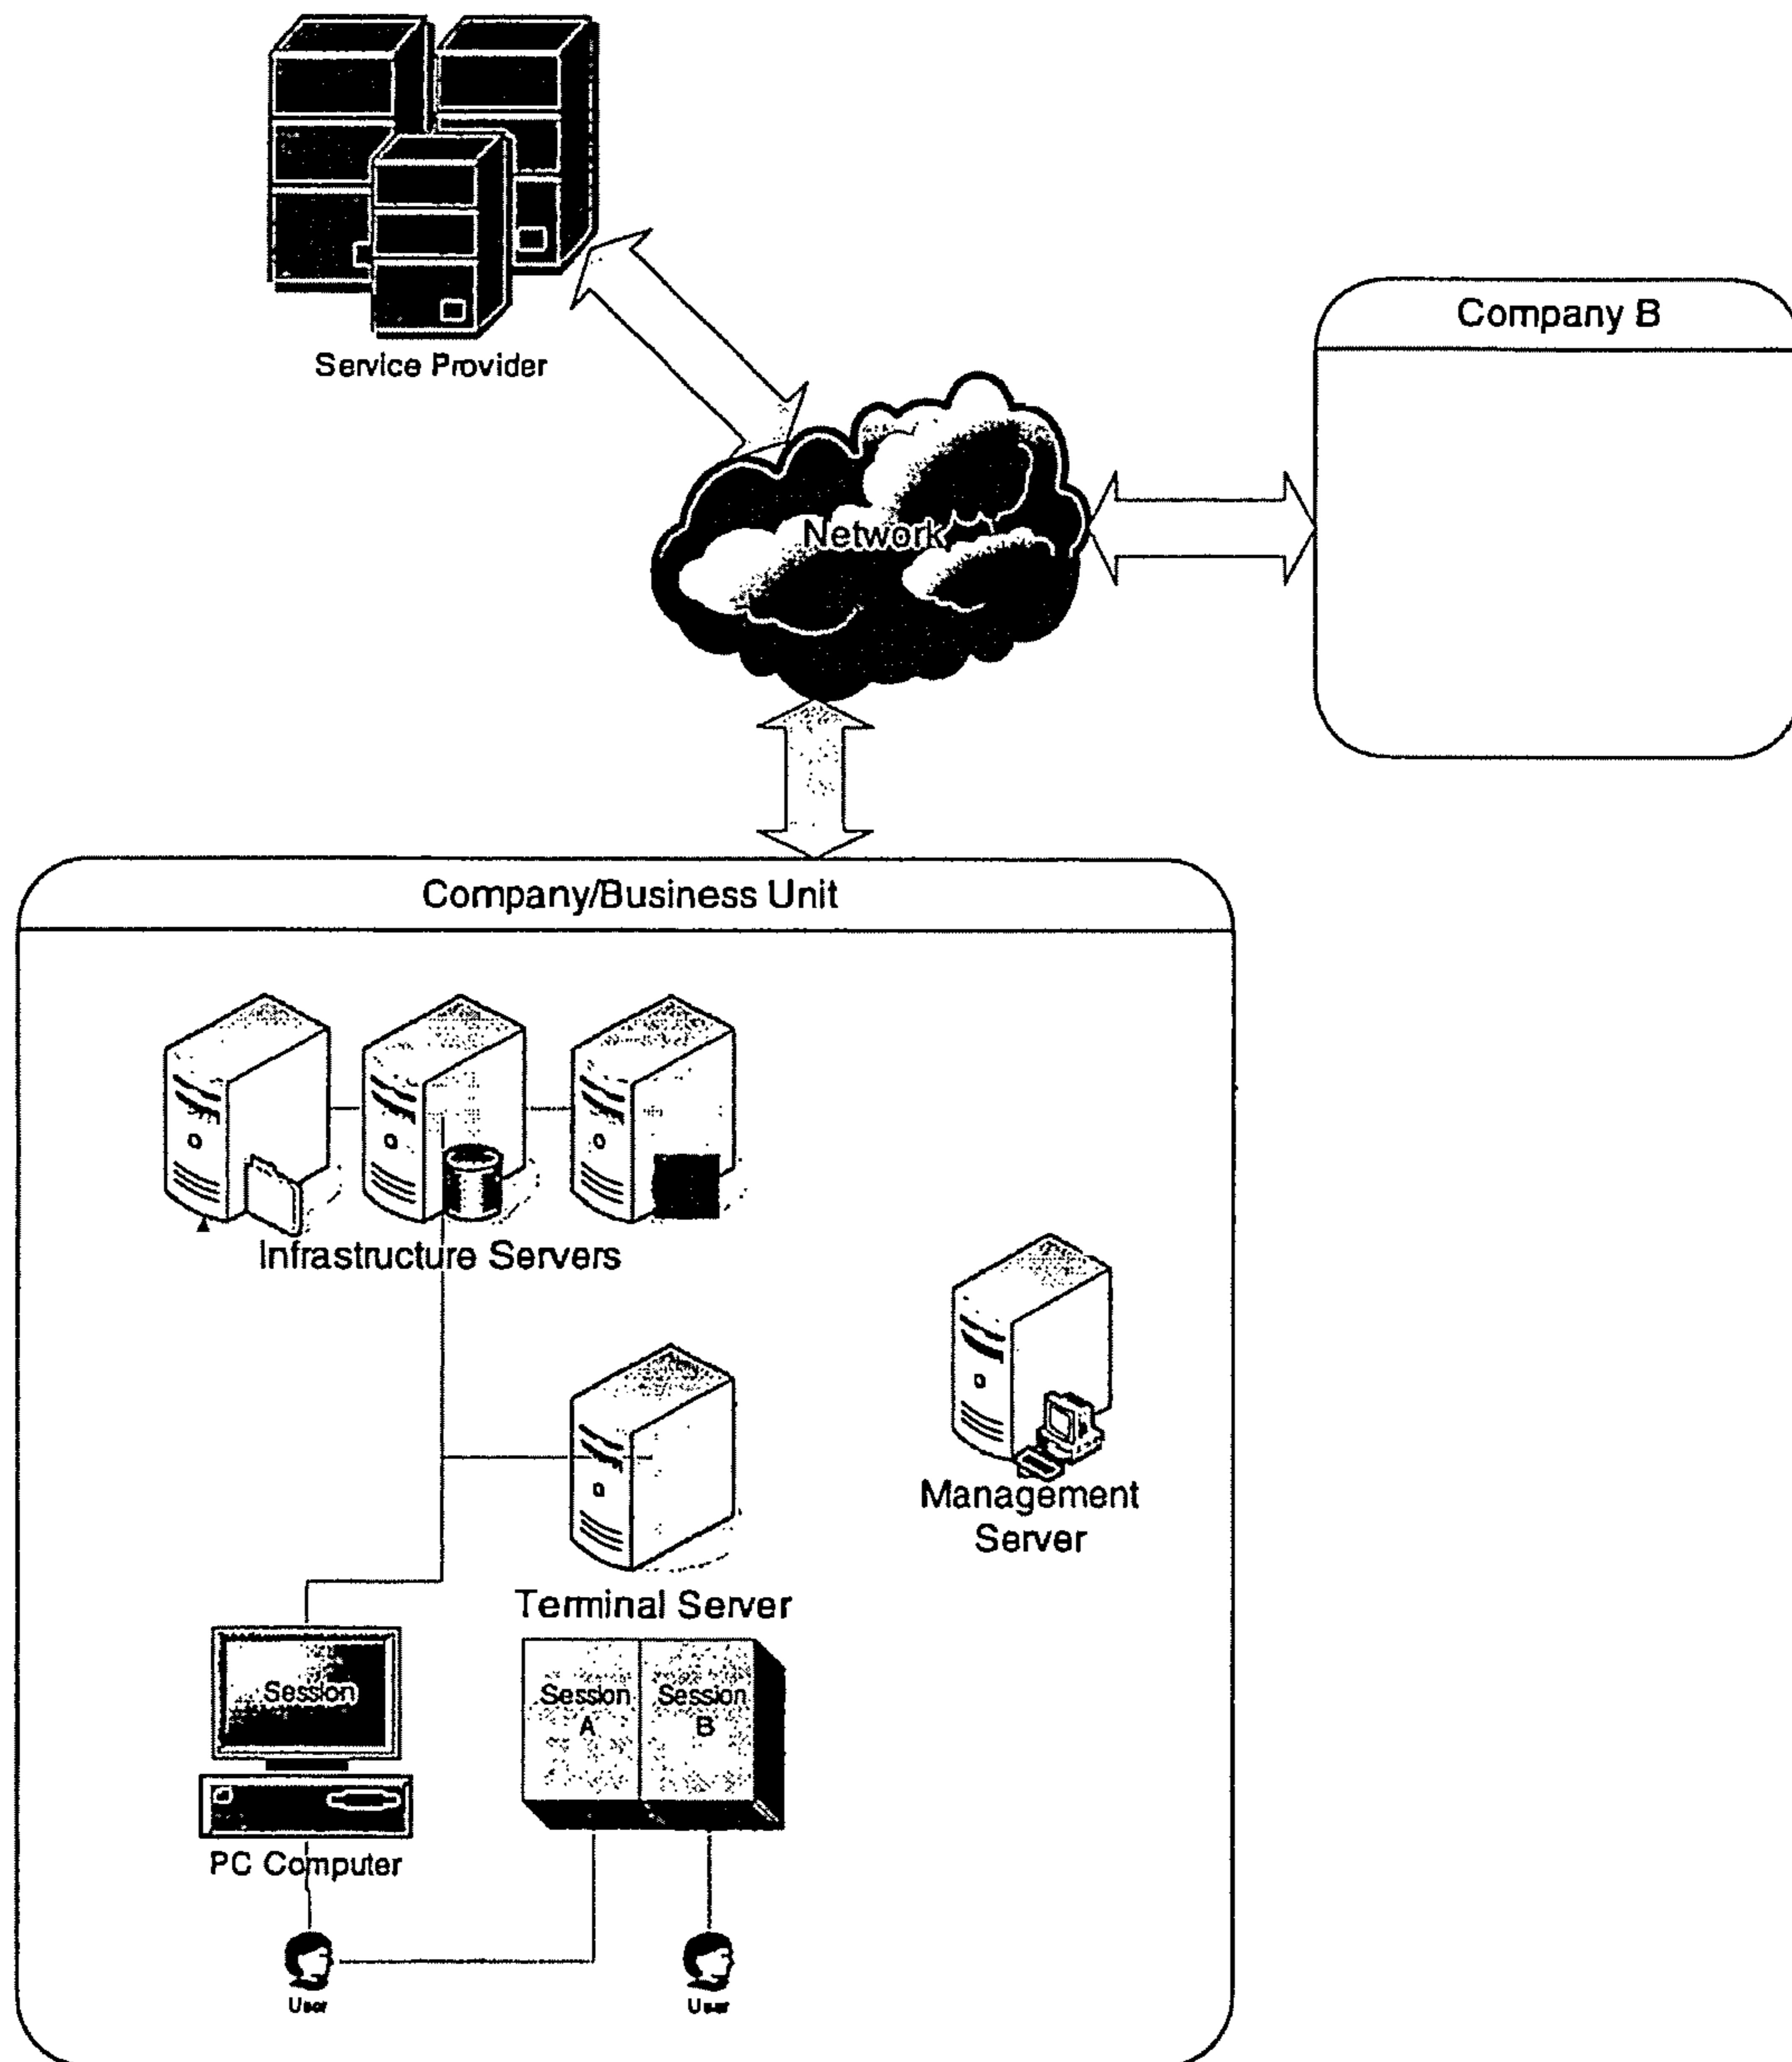 Service Provider
Company B
Network
Company/Business Unit
Infrastructure Servers
Management
Server
Terminal Server
Session
Session
A
Session
B
PC Computer
User
User